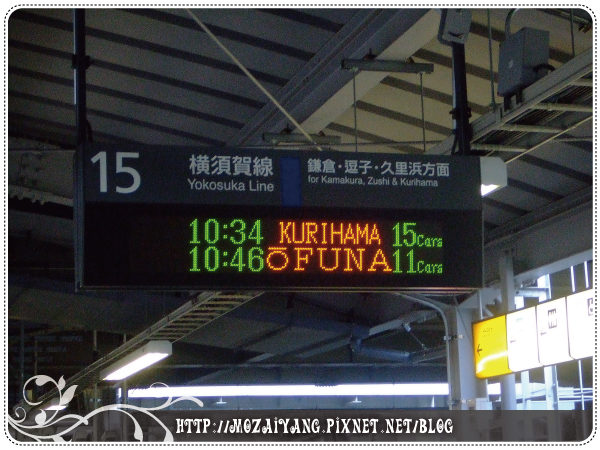 15 横須賀線 鎌倉・逗子・久里浜方面
Yokosuka Line for Kamakura, Zushi & Kurihama
10:34 KURIHAMA 15Cars
10:46 ŌFUNA 11Cars
HTTP://MOZAIYANG.PIXNET.NET/BLOG